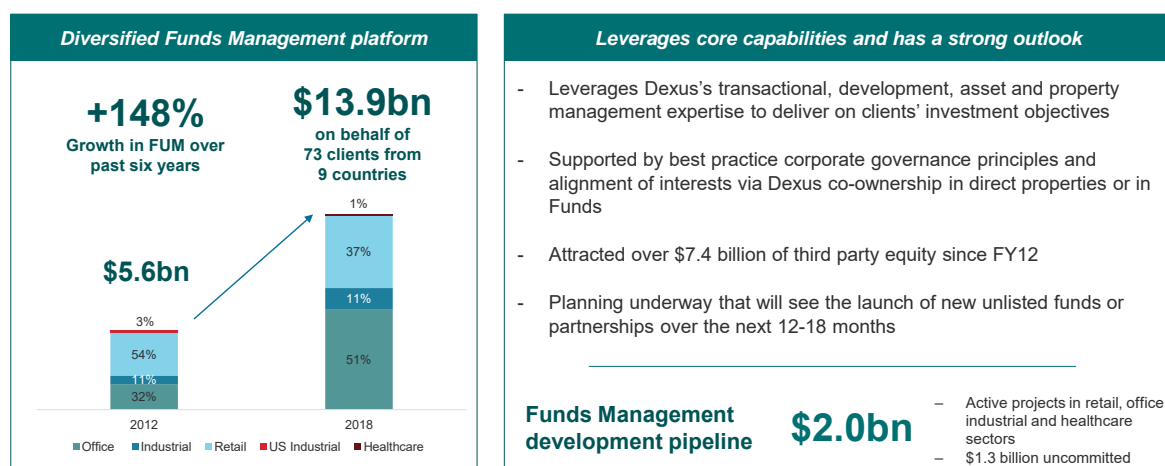 Diversified Funds Management platform
+148%
Growth in FUM over
past six years
$13.9bn
on behalf of
73 clients from
9 countries
$5.6bn
1%
37%
11%
51%
3%
54%
11%
32%
2012
2018
Office
Industrial
Retail
US Industrial
Healthcare
Leverages core capabilities and has a strong outlook
- Leverages Dexus's transactional, development, asset and property
management expertise to deliver on clients' investment objectives
- Supported by best practice corporate governance principles and
alignment of interests via Dexus co-ownership in direct properties or in
Funds
- Attracted over $7.4 billion of third party equity since FY12
- Planning underway that will see the launch of new unlisted funds or
partnerships over the next 12-18 months
Funds Management
development pipeline
$2.0bn
– Active projects in retail, office
industrial and healthcare
sectors
– $1.3 billion uncommitted